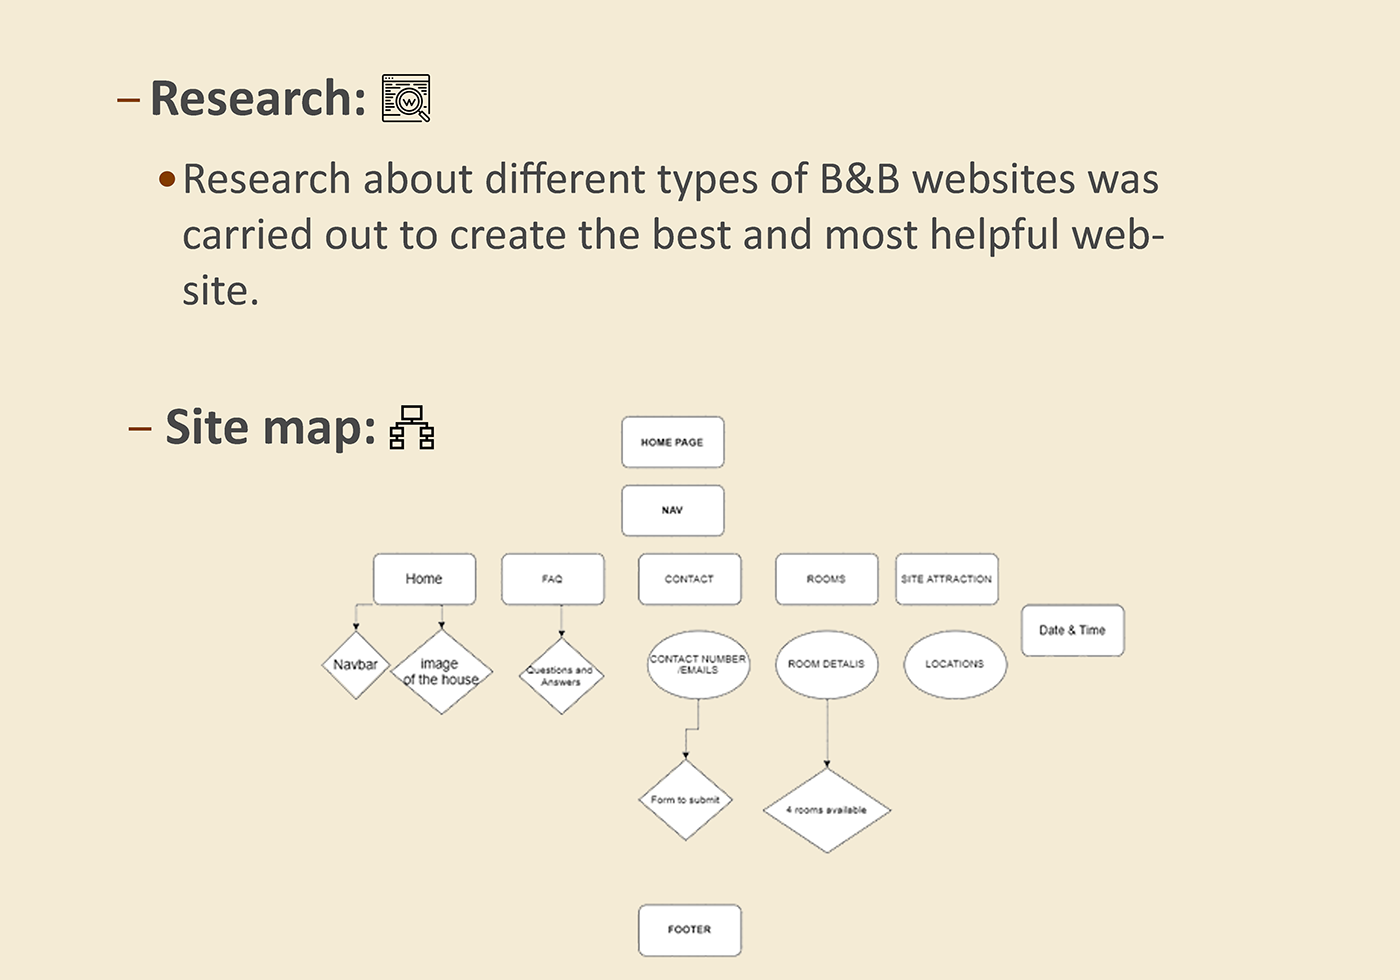 – Research:
• Research about different types of B&B websites was
carried out to create the best and most helpful web-
site.
– Site map:
HOME PAGE
NAV
Home
FAQ
CONTACT
ROOMS
SITE ATTRACTION
Date & Time
Navbar
image
of the house
Questions and
Answers
CONTACT NUMBER
/EMAILS
ROOM DETALIS
LOCATIONS
Form to submit
4 rooms available
FOOTER